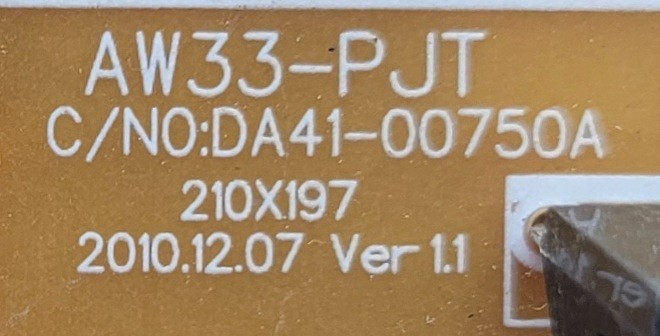 AW33-PJT
C/NO:DA41-00750A
210X197
2010.12.07 Ver 1.1